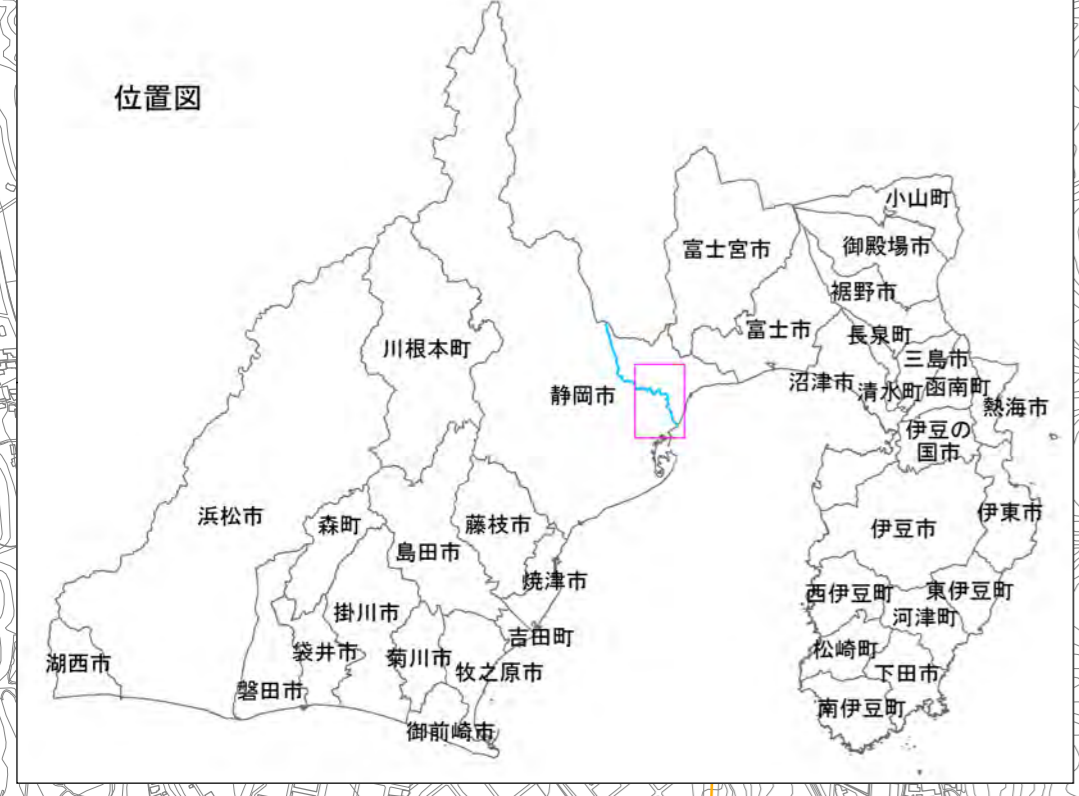 位置図
小山町
富士宮市
御殿場市
裾野市
富士市
長泉町
川根本町
三島市
沼津市
清水町
函南町
静岡市
熱海市
伊豆の
国市
浜松市
森町
藤枝市
伊東市
伊豆市
島田市
焼津市
西伊豆町
東伊豆町
掛川市
河津町
吉田町
松崎町
袋井市
菊川市
湖西市
牧之原市
下田市
磐田市
南伊豆町
御前崎市